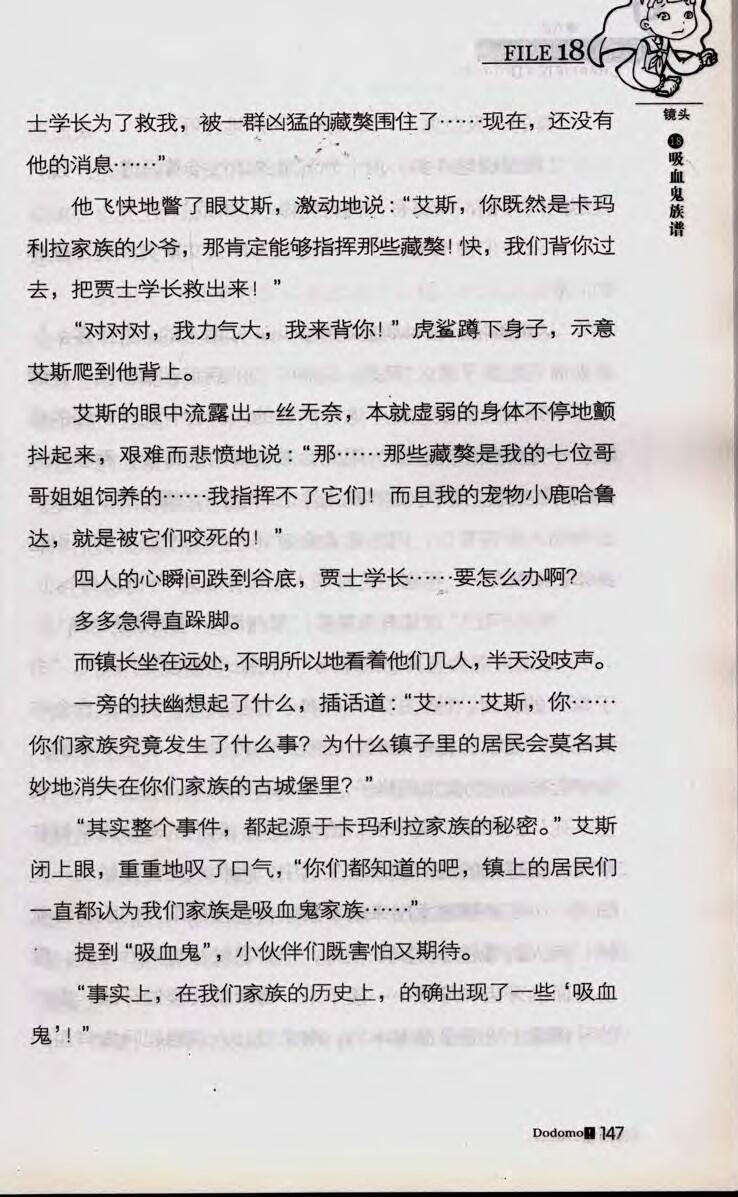 FILE 18
镜头
18
吸血鬼族谱
士学长为了救我，被一群凶猛的藏獒围住了……现在，还没有
他的消息……”
他飞快地瞥了眼艾斯，激动地说：“艾斯，你既然是卡玛
利拉家族的少爷，那肯定能够指挥那些藏獒！快，我们背你过
去，把贾士学长救出来！”
“对对对，我力气大，我来背你！”虎鲨蹲下身子，示意
艾斯爬到他背上。
艾斯的眼中流露出一丝无奈，本就虚弱的身体不停地颤
抖起来，艰难而悲愤地说：“那……那些藏獒是我的七位哥
哥姐姐饲养的……我指挥不了它们！而且我的宠物小鹿哈鲁
达，就是被它们咬死的！”
四人的心瞬间跌到谷底，贾士学长……要怎么办啊？
多多急得直跺脚。
而镇长坐在远处，不明所以地看着他们几人，半天没吱声。
一旁的扶幽想起了什么，插话道：“艾……艾斯，你……
你们家族究竟发生了什么事？为什么镇子里的居民会莫名其
妙地消失在你们家族的古城堡里？”
“其实整个事件，都起源于卡玛利拉家族的秘密。”艾斯
闭上眼，重重地叹了口气，“你们都知道的吧，镇上的居民们
一直都认为我们家族是吸血鬼家族……”
提到“吸血鬼”，小伙伴们既害怕又期待。
“事实上，在我们家族的历史上，的确出现了一些‘吸血
鬼’！”
Dodomo! 147